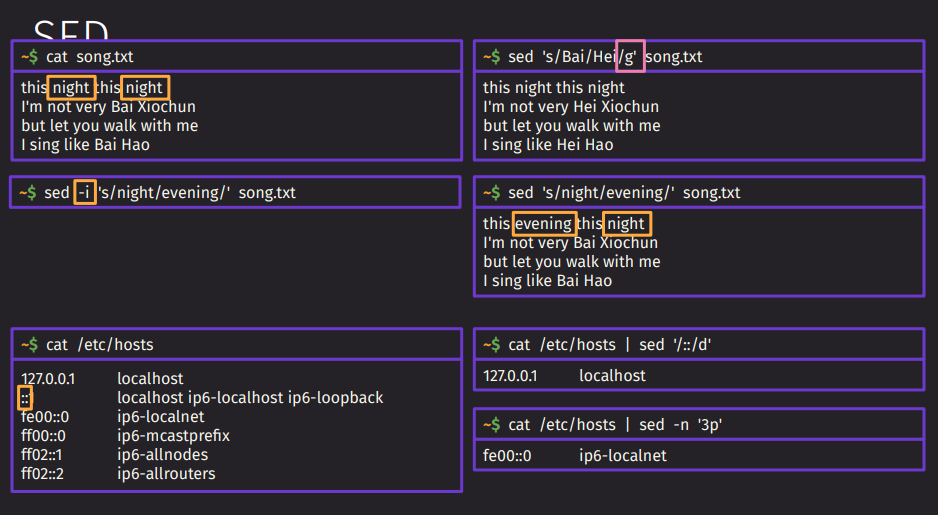 SED
~$ cat song.txt
this night this night
I'm not very Bai Xiochun
but let you walk with me
I sing like Bai Hao
~$ sed 's/Bai/Hei/g' song.txt
this night this night
I'm not very Hei Xiochun
but let you walk with me
I sing like Hei Hao
~$ sed -i 's/night/evening/' song.txt
~$ sed 's/night/evening/' song.txt
this evening this night
I'm not very Bai Xiochun
but let you walk with me
I sing like Bai Hao
~$ cat /etc/hosts
127.0.0.1 localhost
::1 localhost ip6-localhost ip6-loopback
fe00::0 ip6-localnet
ff00::0 ip6-mcastprefix
ff02::1 ip6-allnodes
ff02::2 ip6-allrouters
~$ cat /etc/hosts | sed '/::/d'
127.0.0.1 localhost
~$ cat /etc/hosts | sed -n '3p'
fe00::0 ip6-localnet